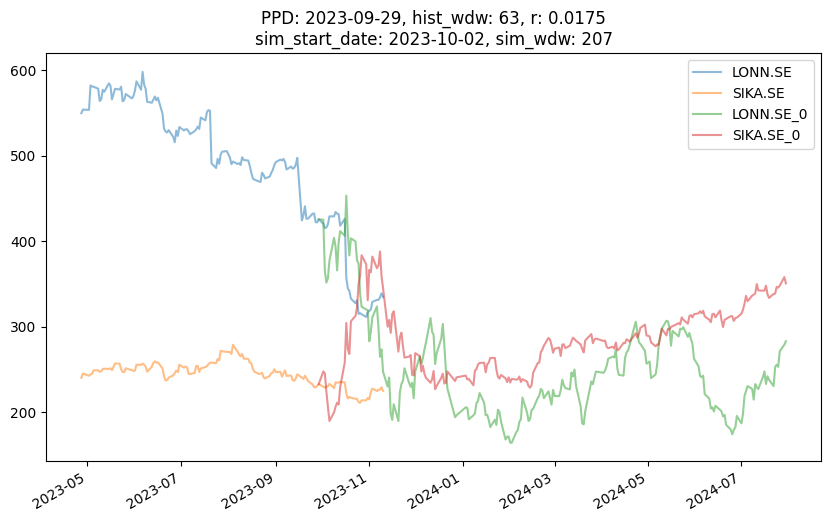 PPD: 2023-09-29, hist_wdw: 63, r: 0.0175
sim_start_date: 2023-10-02, sim_wdw: 207
LONN.SE
SIKA.SE
LONN.SE_0
SIKA.SE_0
600
500
400
300
200
2023-05
2023-07
2023-09
2023-11
2024-01
2024-03
2024-05
2024-07